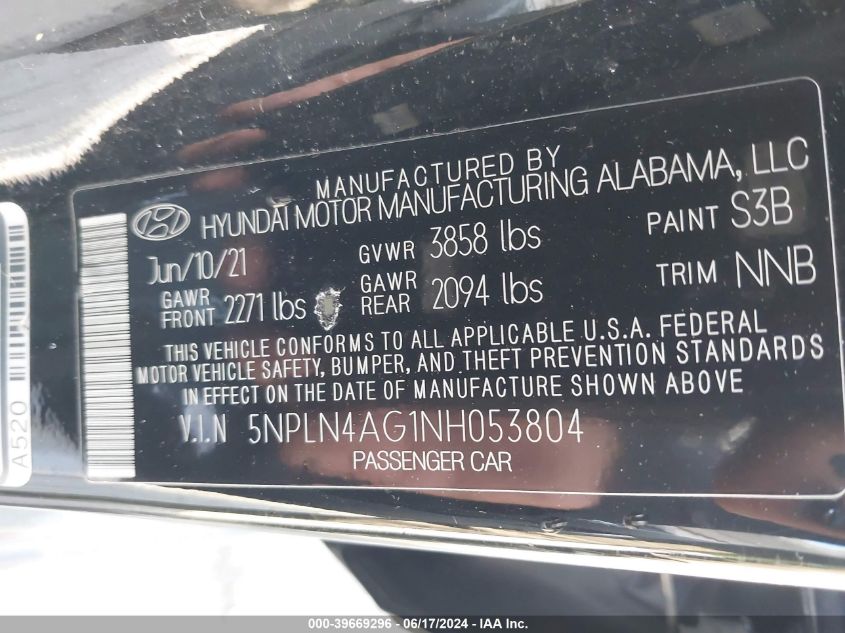 MANUFACTURED BY
HYUNDAI MOTOR MANUFACTURING ALABAMA, LLC
Jun/10/21 GVWR 3858 lbs PAINT S3B
GAWR FRONT 2271 lbs GAWR REAR 2094 lbs TRIM NNB
THIS VEHICLE CONFORMS TO ALL APPLICABLE U.S.A. FEDERAL
MOTOR VEHICLE SAFETY, BUMPER, AND THEFT PREVENTION STANDARDS
IN EFFECT ON THE DATE OF MANUFACTURE SHOWN ABOVE
V.I.N 5NPLN4AG1NH053804
PASSENGER CAR
A520
000-39669296 - 06/17/2024 - IAA Inc.